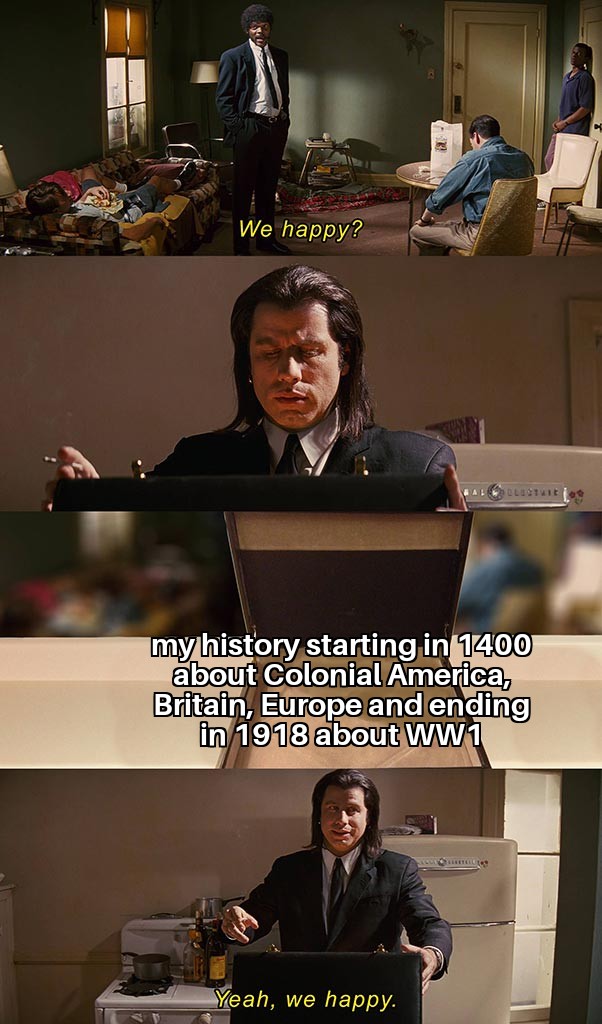 We happy?
my history starting in 1400
about Colonial America,
Britain, Europe and ending
in 1918 about WW1
Yeah, we happy.